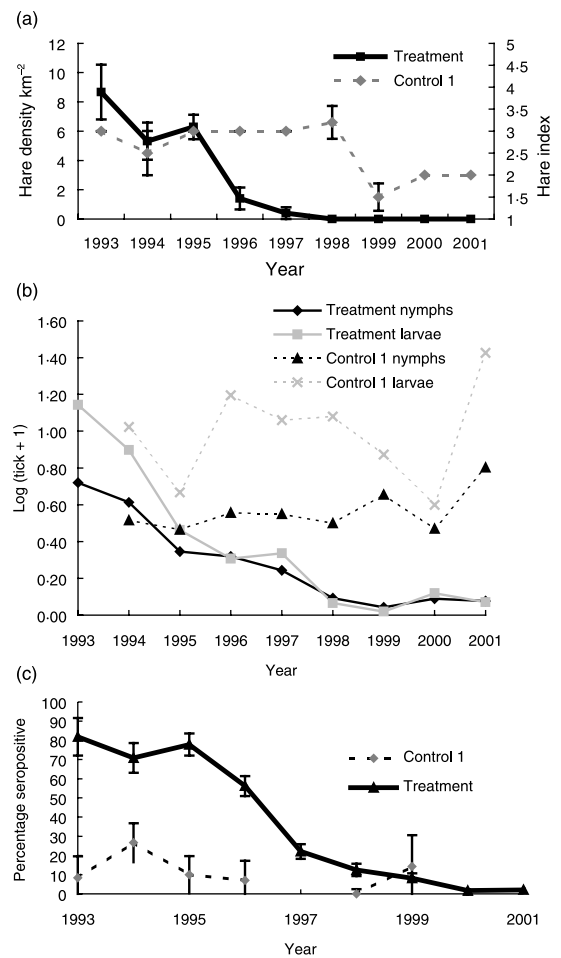 (a)
12
10
8
6
4
2
0
Hare density km⁻²
5
4·5
4
3·5
3
2·5
2
1·5
1
Hare index
Treatment
Control 1
1993 1994 1995 1996 1997 1998 1999 2000 2001
Year
(b)
Treatment nymphs
Treatment larvae
Control 1 nymphs
Control 1 larvae
1·60
1·40
1·20
1·00
0·80
0·60
0·40
0·20
0·00
Log (tick + 1)
1993 1994 1995 1996 1997 1998 1999 2000 2001
Year
(c)
100
90
80
70
60
50
40
30
20
10
0
Percentage seropositive
Control 1
Treatment
1993 1995 1997 1999 2001
Year